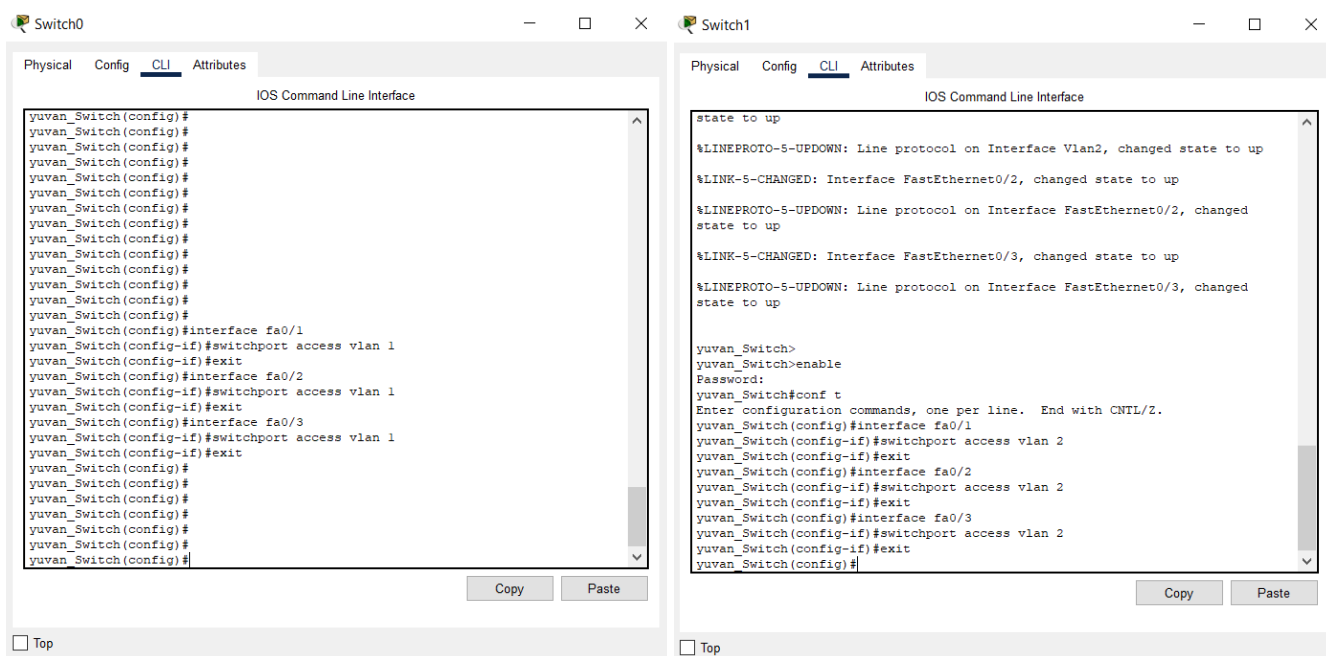 Switch0
Physical Config CLI Attributes
IOS Command Line Interface
yuvan_Switch(config)#
yuvan_Switch(config)#
yuvan_Switch(config)#
yuvan_Switch(config)#
yuvan_Switch(config)#
yuvan_Switch(config)#
yuvan_Switch(config)#
yuvan_Switch(config)#
yuvan_Switch(config)#
yuvan_Switch(config)#
yuvan_Switch(config)#
yuvan_Switch(config)#
yuvan_Switch(config)#
yuvan_Switch(config)#
yuvan_Switch(config)#interface fa0/1
yuvan_Switch(config-if)#switchport access vlan 1
yuvan_Switch(config-if)#exit
yuvan_Switch(config)#interface fa0/2
yuvan_Switch(config-if)#switchport access vlan 1
yuvan_Switch(config-if)#exit
yuvan_Switch(config)#interface fa0/3
yuvan_Switch(config-if)#switchport access vlan 1
yuvan_Switch(config-if)#exit
yuvan_Switch(config)#
yuvan_Switch(config)#
yuvan_Switch(config)#
yuvan_Switch(config)#
yuvan_Switch(config)#
yuvan_Switch(config)#
yuvan_Switch(config)#
Copy Paste
Top
Switch1
Physical Config CLI Attributes
IOS Command Line Interface
state to up
%LINEPROTO-5-UPDOWN: Line protocol on Interface Vlan2, changed state to up
%LINK-5-CHANGED: Interface FastEthernet0/2, changed state to up
%LINEPROTO-5-UPDOWN: Line protocol on Interface FastEthernet0/2, changed
state to up
%LINK-5-CHANGED: Interface FastEthernet0/3, changed state to up
%LINEPROTO-5-UPDOWN: Line protocol on Interface FastEthernet0/3, changed
state to up
yuvan_Switch>
yuvan_Switch>enable
Password:
yuvan_Switch#conf t
Enter configuration commands, one per line.  End with CNTL/Z.
yuvan_Switch(config)#interface fa0/1
yuvan_Switch(config-if)#switchport access vlan 2
yuvan_Switch(config-if)#exit
yuvan_Switch(config)#interface fa0/2
yuvan_Switch(config-if)#switchport access vlan 2
yuvan_Switch(config-if)#exit
yuvan_Switch(config)#interface fa0/3
yuvan_Switch(config-if)#switchport access vlan 2
yuvan_Switch(config-if)#exit
yuvan_Switch(config)#
Copy Paste
Top